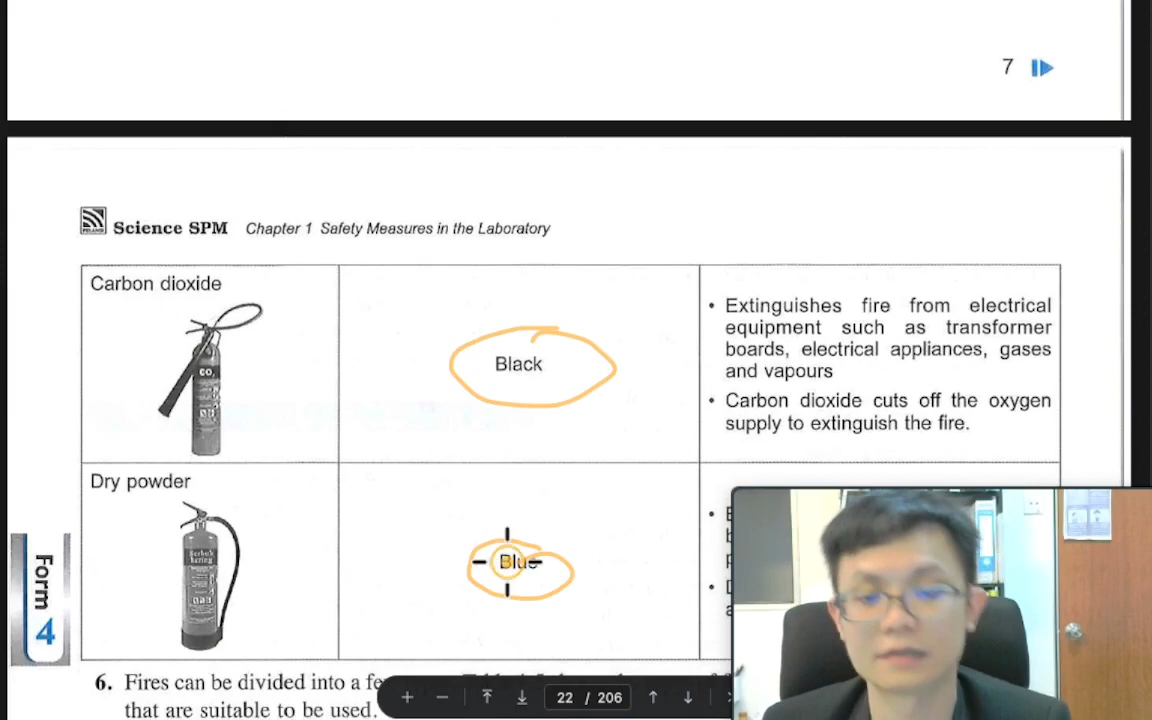 7
Science SPM Chapter 1 Safety Measures in the Laboratory
Carbon dioxide
CO₂
Black
• Extinguishes fire from electrical
equipment such as transformer
boards, electrical appliances, gases
and vapours
• Carbon dioxide cuts off the oxygen
supply to extinguish the fire.
Dry powder
Blue
Form 4
6. Fires can be divided into a
that are suitable to be used.
22 / 206